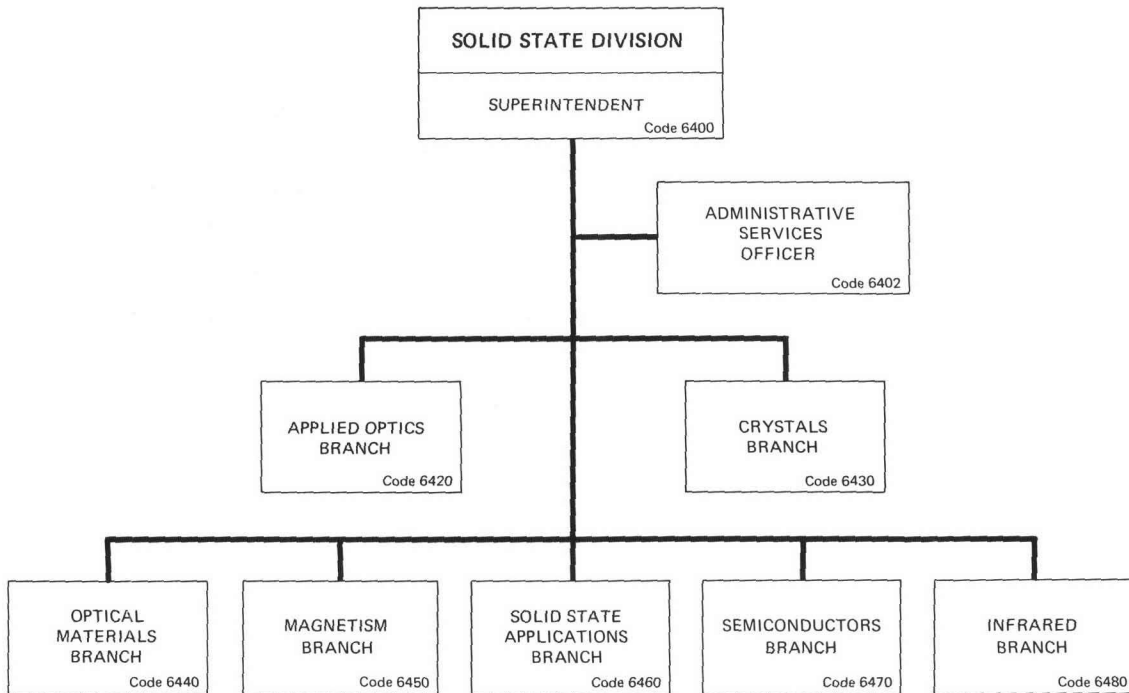 SOLID STATE DIVISION
SUPERINTENDENT
Code 6400
ADMINISTRATIVE
SERVICES
OFFICER
Code 6402
APPLIED OPTICS
BRANCH
Code 6420
CRYSTALS
BRANCH
Code 6430
OPTICAL
MATERIALS
BRANCH
Code 6440
MAGNETISM
BRANCH
Code 6450
SOLID STATE
APPLICATIONS
BRANCH
Code 6460
SEMICONDUCTORS
BRANCH
Code 6470
INFRARED
BRANCH
Code 6480